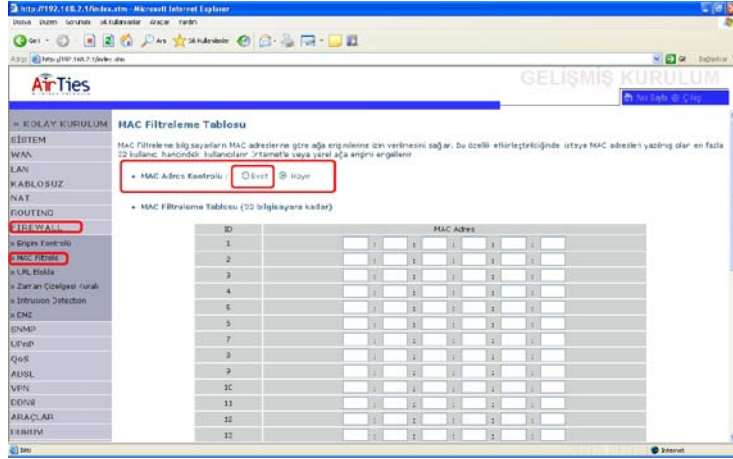 http://192.168.2.1/index.stm - Microsoft Internet Explorer
Dosya Düzen Görünüm Sık Kullanılanlar Araçlar Yardım
Geri Ara Sık Kullanılanlar
Adres http://192.168.2.1/index.stm Git Bağlantılar
AirTies
GELİŞMİŞ KURULUM
Ana Sayfa Çıkış
» KOLAY KURULUM
SİSTEM
WAN
LAN
KABLOSUZ
NAT
ROUTING
FIREWALL
» Erişim Kontrolü
» MAC Filtrele
» URL Blokla
» Zaman Çizelgesi Kuralı
» Intrusion Detection
» DMZ
SNMP
UPnP
QoS
ADSL
VPN
DDNS
ARAÇLAR
DURUM
MAC Filtreleme Tablosu
MAC Filtreleme bilgisayarların MAC adreslerine göre ağa erişimlerine izin verilmesini sağlar. Bu özellik etkinleştirildiğinde listeye MAC adresleri yazılmış olan en fazla
32 kullanıcı haricindeki kullanıcıların İnternet'e veya yerel ağa erişimi engellenir
• MAC Adres Kontrolü : Evet Hayır
• MAC Filtreleme Tablosu (32 bilgisayara kadar)
ID MAC Adres
1 : : : : :
2 : : : : :
3 : : : : :
4 : : : : :
5 : : : : :
6 : : : : :
7 : : : : :
8 : : : : :
9 : : : : :
10 : : : : :
11 : : : : :
12 : : : : :
13 : : : : :
Bitti Internet